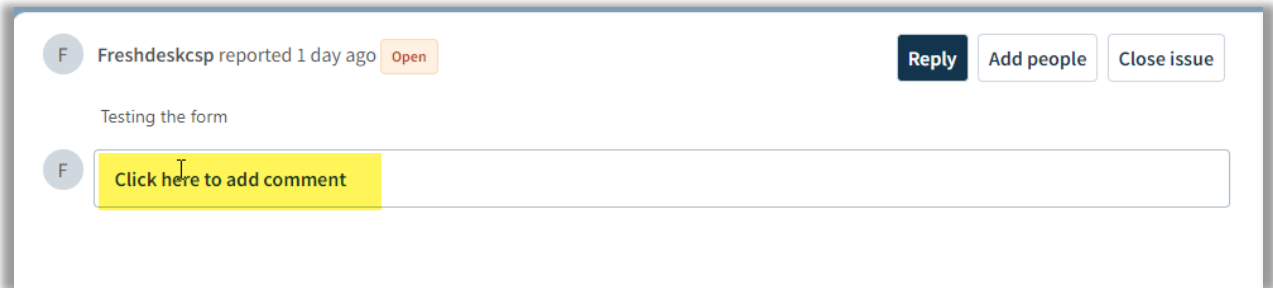 F Freshdeskcsp reported 1 day ago Open Reply Add people Close issue
Testing the form
F Click here to add comment